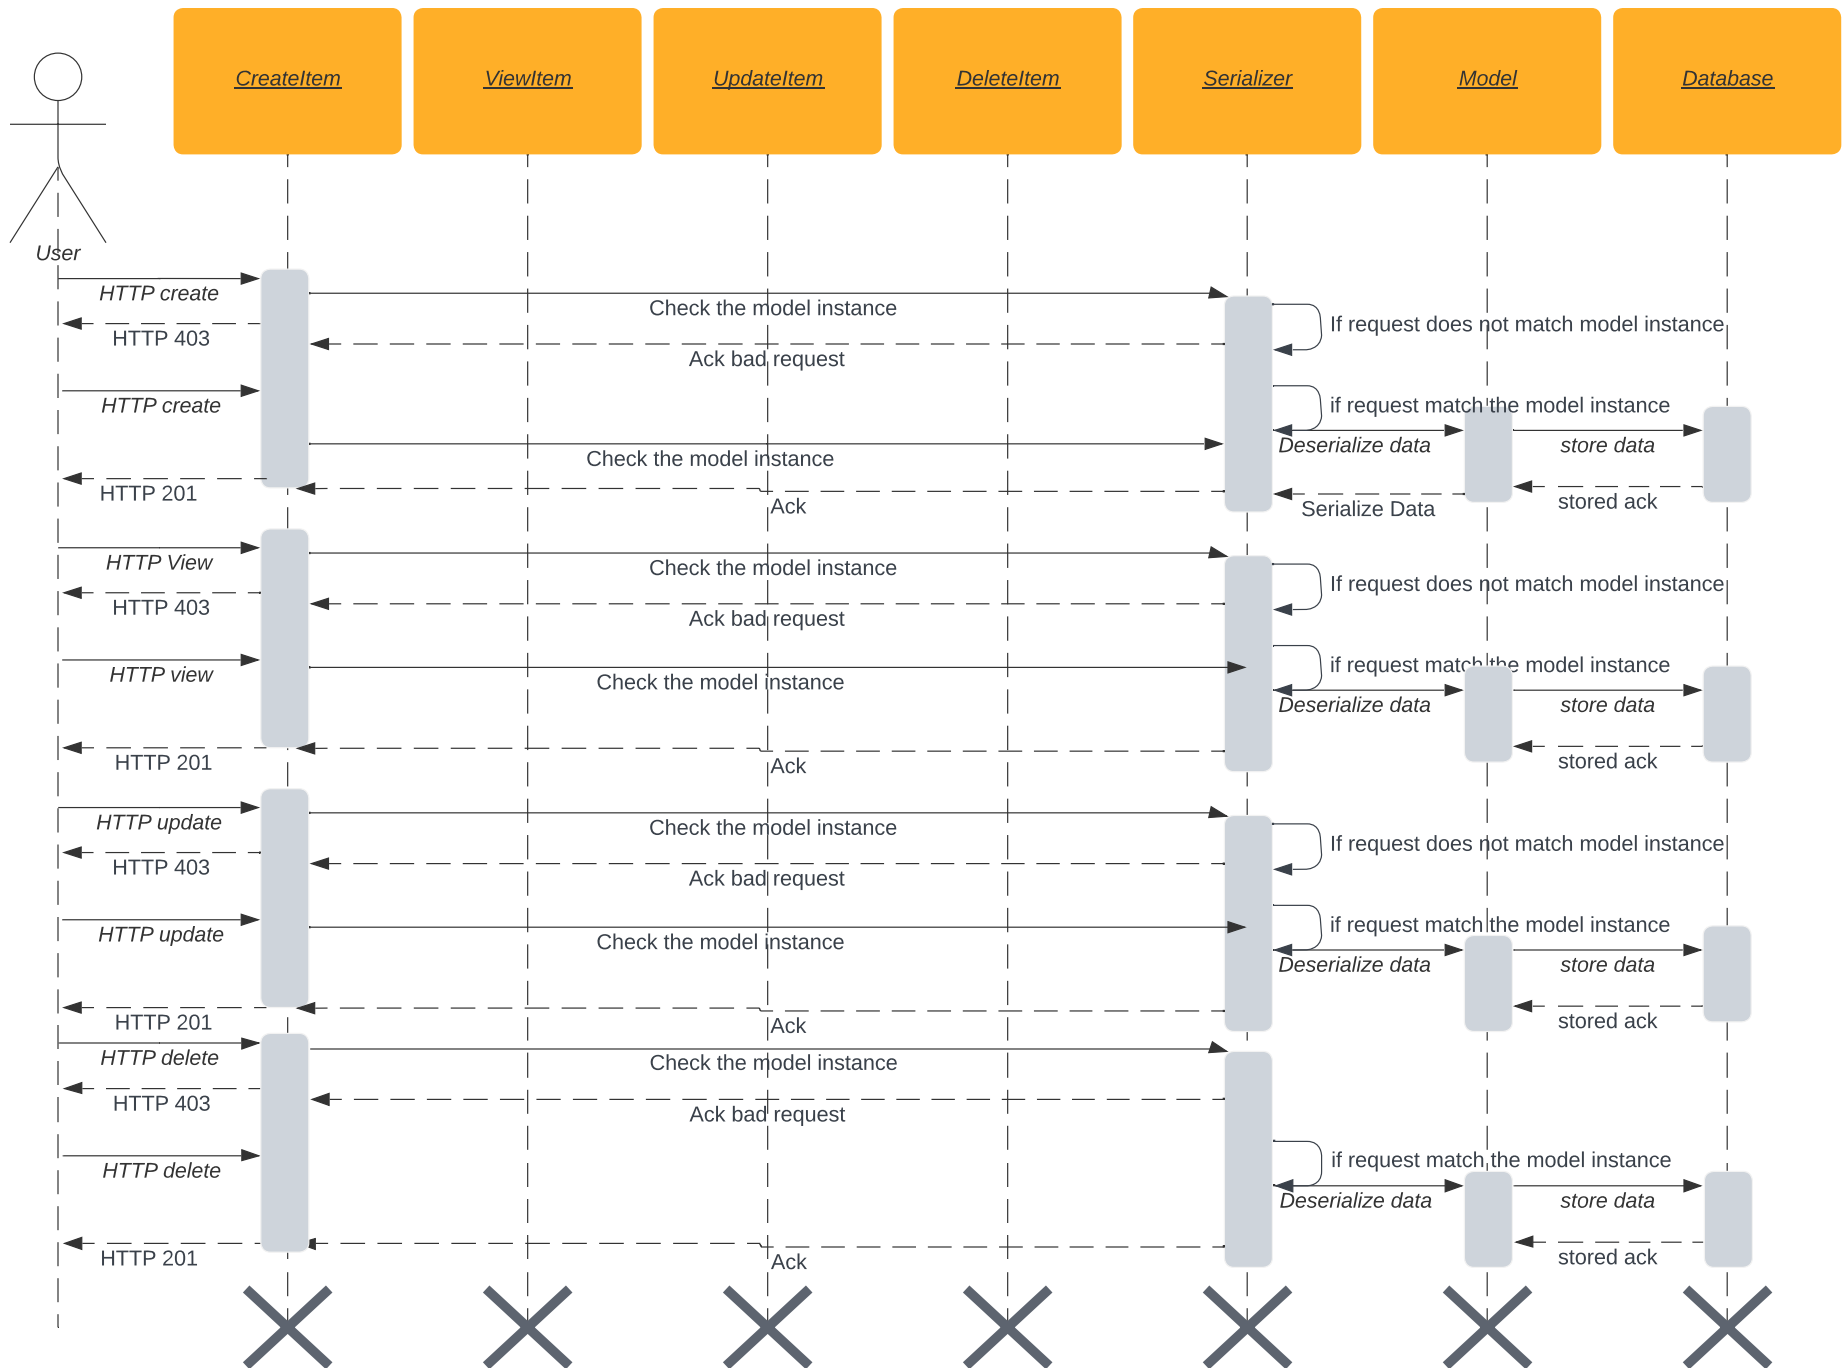 CreateItem
ViewItem
UpdateItem
DeleteItem
Serializer
Model
Database
User
HTTP create
Check the model instance
If request does not match model instance
HTTP 403
Ack bad request
HTTP create
if request match the model instance
Deserialize data
store data
Check the model instance
HTTP 201
Ack
Serialize Data
stored ack
HTTP View
Check the model instance
If request does not match model instance
HTTP 403
Ack bad request
HTTP view
if request match the model instance
Check the model instance
Deserialize data
store data
HTTP 201
Ack
stored ack
HTTP update
Check the model instance
If request does not match model instance
HTTP 403
Ack bad request
HTTP update
if request match the model instance
Check the model instance
Deserialize data
store data
HTTP 201
Ack
stored ack
HTTP delete
Check the model instance
HTTP 403
Ack bad request
HTTP delete
if request match the model instance
Deserialize data
store data
HTTP 201
Ack
stored ack